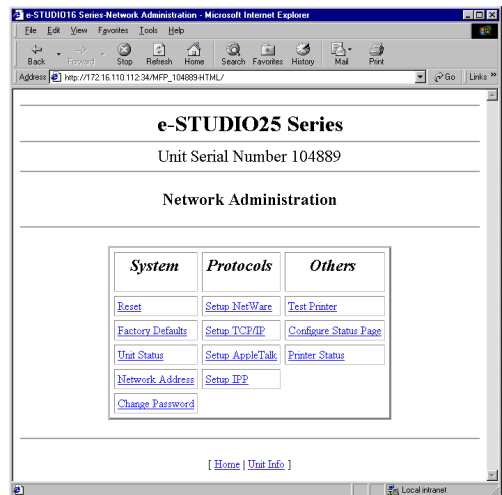 e-STUDIO16 Series-Network Administration - Microsoft Internet Explorer
File Edit View Favorites Tools Help
Back Forward Stop Refresh Home Search Favorites History Mail Print
Address http://172.16.110.112:34/MFP_104889-HTML/ Go Links »
e-STUDIO25 Series
Unit Serial Number 104889
Network Administration
System Protocols Others
Reset Setup NetWare Test Printer
Factory Defaults Setup TCP/IP Configure Status Page
Unit Status Setup AppleTalk Printer Status
Network Address Setup IPP
Change Password
[ Home | Unit Info ]
Local intranet